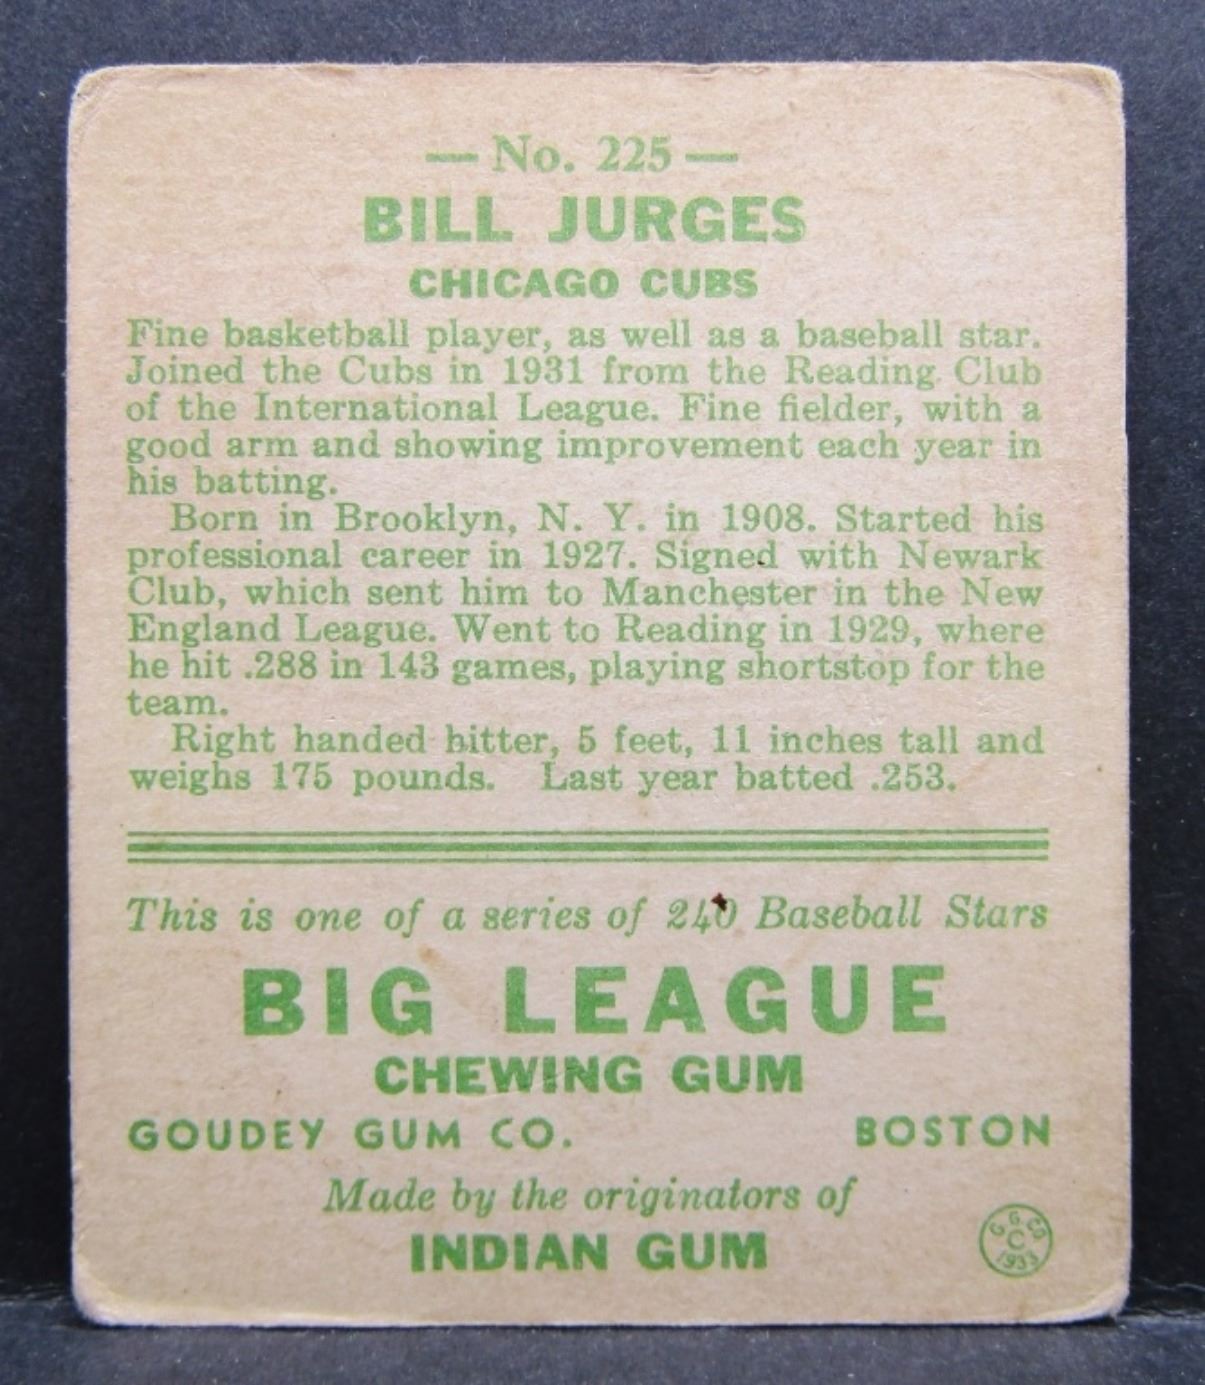 — No. 225 —
BILL JURGES
CHICAGO CUBS
Fine basketball player, as well as a baseball star.
Joined the Cubs in 1931 from the Reading Club
of the International League. Fine fielder, with a
good arm and showing improvement each year in
his batting.
Born in Brooklyn, N. Y. in 1908. Started his
professional career in 1927. Signed with Newark
Club, which sent him to Manchester in the New
England League. Went to Reading in 1929, where
he hit .288 in 143 games, playing shortstop for the
team.
Right handed hitter, 5 feet, 11 inches tall and
weighs 175 pounds. Last year batted .253.
This is one of a series of 240 Baseball Stars
BIG LEAGUE
CHEWING GUM
GOUDEY GUM CO. BOSTON
Made by the originators of
INDIAN GUM
G. G. CO.
C
1933